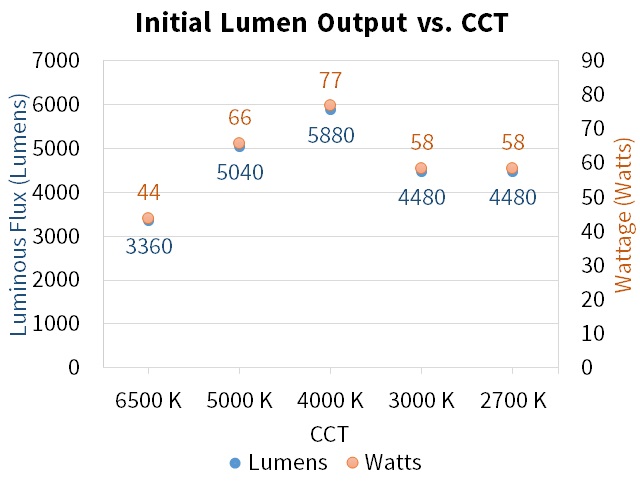 Initial Lumen Output vs. CCT
7000
6000
5000
4000
3000
2000
1000
0
Luminous Flux (Lumens)
90
80
70
60
50
40
30
20
10
0
Wattage (Watts)
44
66
77
58
58
3360
5040
5880
4480
4480
6500 K
5000 K
4000 K
3000 K
2700 K
CCT
Lumens
Watts